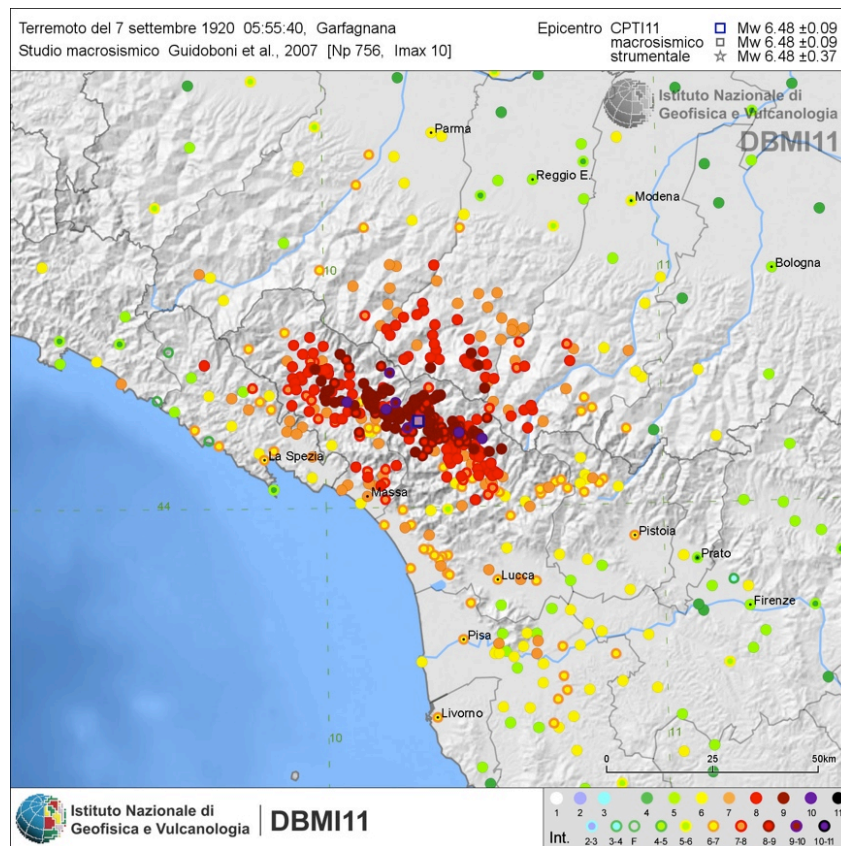 Terremoto del 7 settembre 1920 05:55:40, Garfagnana
Studio macrosismico Guidoboni et al., 2007 [Np 756, Imax 10]
Epicentro CPTI11 Mw 6.48 ±0.09
macrosismico Mw 6.48 ±0.09
strumentale Mw 6.48 ±0.37
Istituto Nazionale di
Geofisica e Vulcanologia
DBMI11
Parma
Reggio E.
Modena
Bologna
10
11
La Spezia
Massa
44
Pistoia
Prato
Lucca
Firenze
Pisa
Livorno
10
11
0 25 50km
Istituto Nazionale di
Geofisica e Vulcanologia
DBMI11
1 2 3 4 5 6 7 8 9 10 11
Int. 2-3 3-4 F 4-5 5-6 6-7 7-8 8-9 9-10 10-11